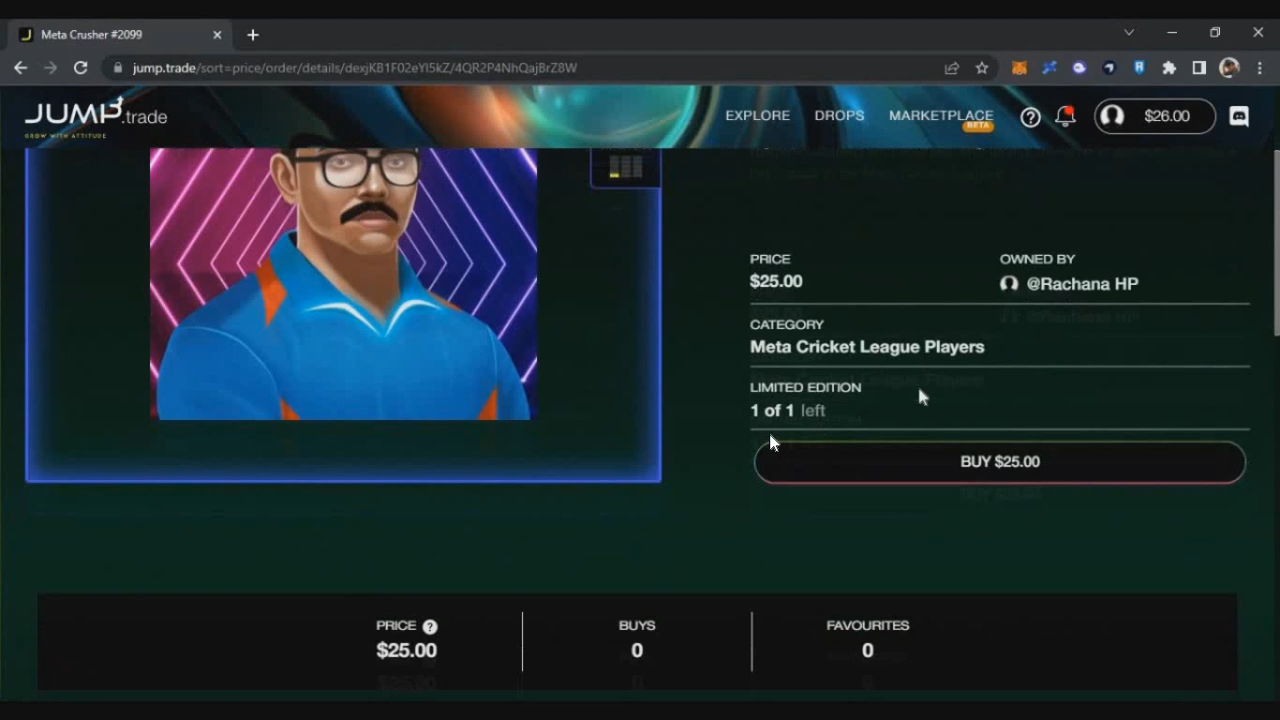 Meta Crusher #2099
jump.trade/sort=price/order/details/dexjKB1F02eYI5kZ/4QR2P4NhQajBrZ8W
JUMP.trade
GROW WITH ATTITUDE
EXPLORE
DROPS
MARKETPLACE
BETA
$26.00
PRICE
$25.00
OWNED BY
@Rachana HP
CATEGORY
Meta Cricket League Players
LIMITED EDITION
1 of 1 left
BUY $25.00
PRICE ?
$25.00
BUYS
0
FAVOURITES
0